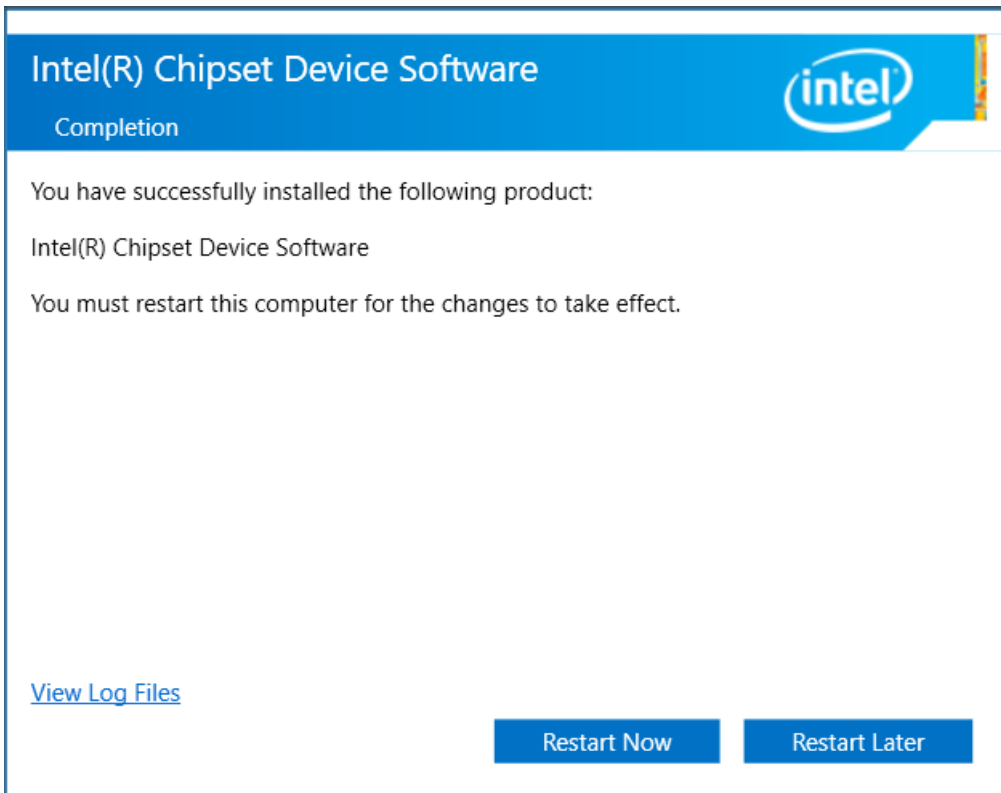 Intel(R) Chipset Device Software
intel
Completion
You have successfully installed the following product:
Intel(R) Chipset Device Software
You must restart this computer for the changes to take effect.
View Log Files
Restart Now
Restart Later